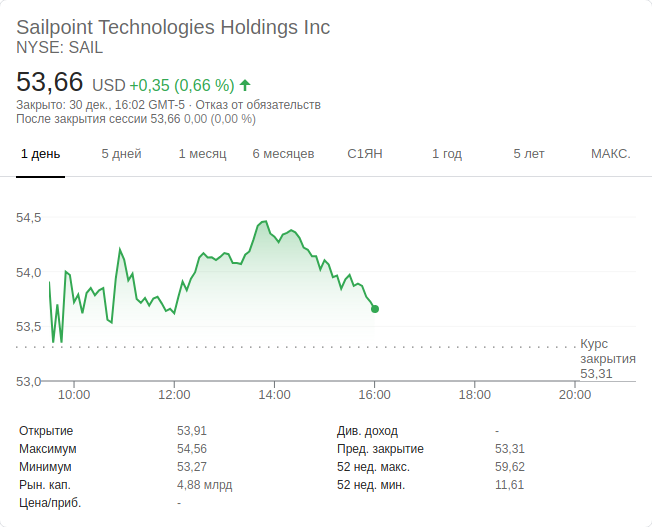 Sailpoint Technologies Holdings Inc
NYSE: SAIL
53,66 USD +0,35 (0,66 %)
Закрыто: 30 дек., 16:02 GMT-5 · Отказ от обязательств
После закрытия сессии 53,66 0,00 (0,00 %)
1 день 5 дней 1 месяц 6 месяцев С1ЯН 1 год 5 лет МАКС.
54,5
54,0
53,5
Курс
закрытия
53,31
53,0
10:00 12:00 14:00 16:00 18:00 20:00
Открытие 53,91 Див. доход -
Максимум 54,56 Пред. закрытие 53,31
Минимум 53,27 52 нед. макс. 59,62
Рын. кап. 4,88 млрд 52 нед. мин. 11,61
Цена/приб. -